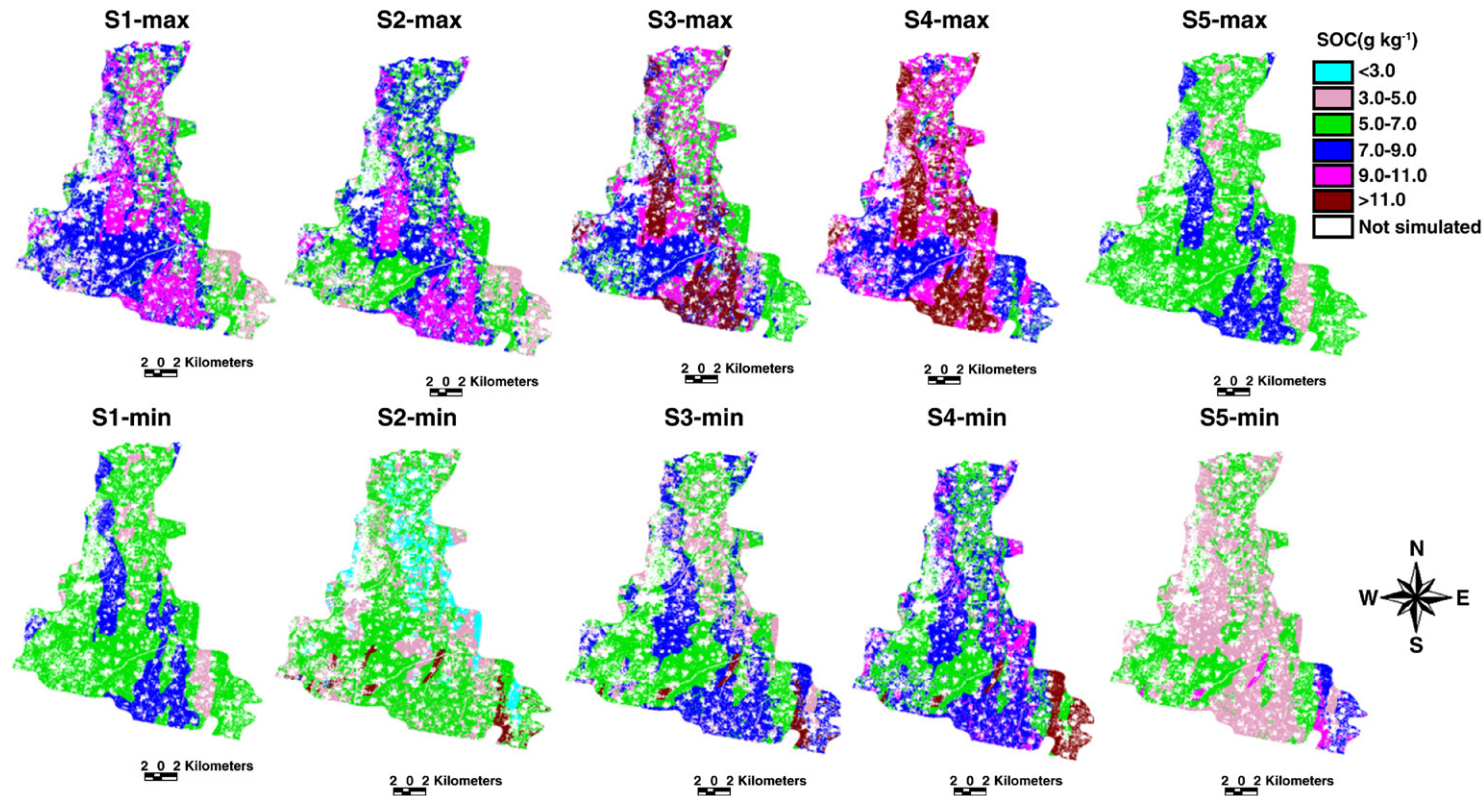 S1-max
S2-max
S3-max
S4-max
S5-max
SOC(g kg⁻¹)
<3.0
3.0-5.0
5.0-7.0
7.0-9.0
9.0-11.0
>11.0
Not simulated
2 0 2 Kilometers
2 0 2 Kilometers
2 0 2 Kilometers
2 0 2 Kilometers
2 0 2 Kilometers
S1-min
S2-min
S3-min
S4-min
S5-min
N
W E
S
2 0 2 Kilometers
2 0 2 Kilometers
2 0 2 Kilometers
2 0 2 Kilometers
2 0 2 Kilometers